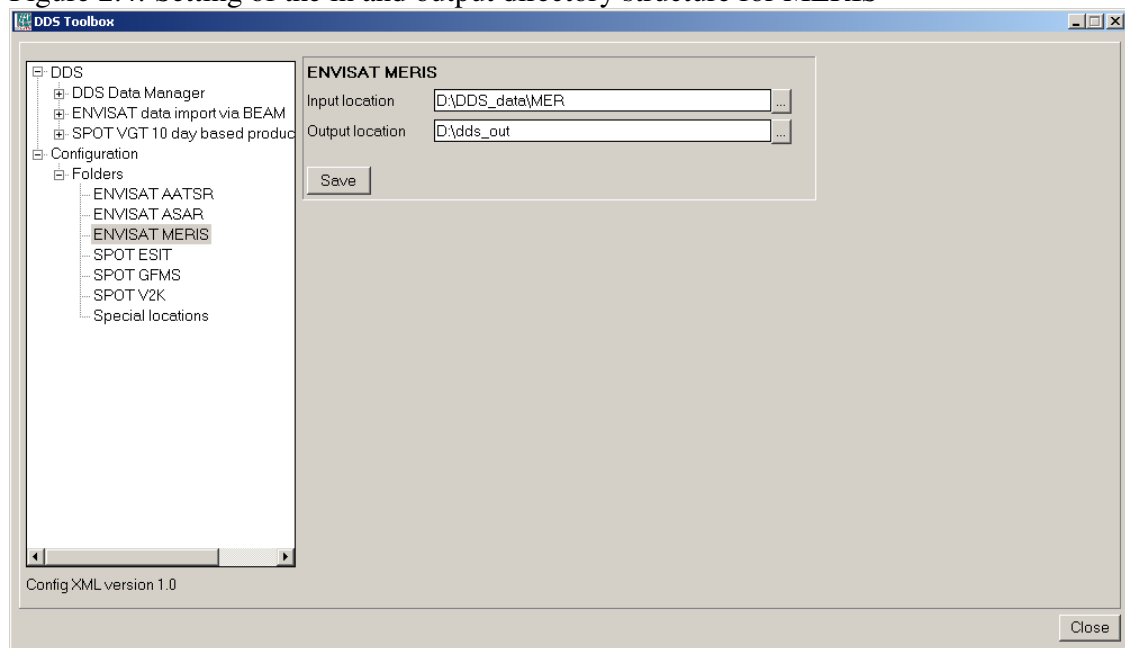 Figure 2.4: Setting of the in and output directory structure for MERIS
DDS Toolbox
DDS
DDS Data Manager
ENVISAT data import via BEAM
SPOT VGT 10 day based produc
Configuration
Folders
ENVISAT AATSR
ENVISAT ASAR
ENVISAT MERIS
SPOT ESIT
SPOT GFMS
SPOT V2K
Special locations
Config XML version 1.0
ENVISAT MERIS
Input location D:\DDS_data\MER ...
Output location D:\dds_out ...
Save
Close